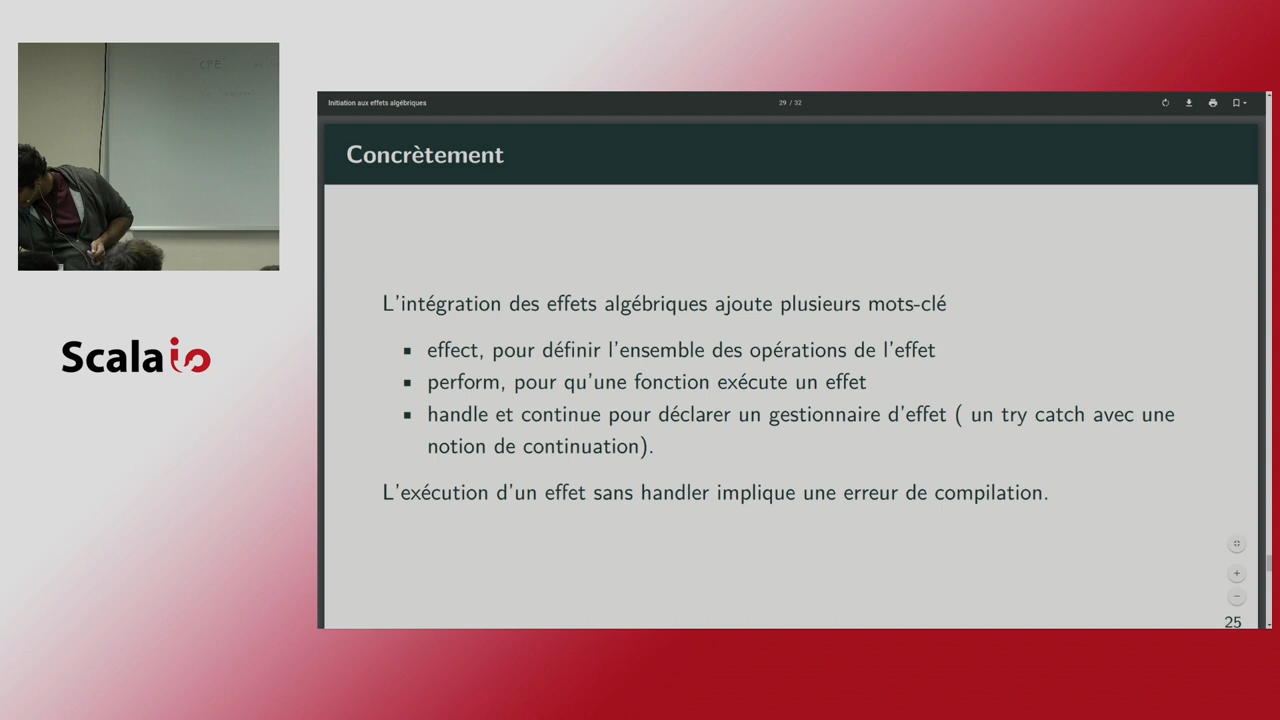 CPE
Scalaio
Initiation aux effets algébriques
29 / 32
Concrètement
L'intégration des effets algébriques ajoute plusieurs mots-clé
▪ effect, pour définir l'ensemble des opérations de l'effet
▪ perform, pour qu'une fonction exécute un effet
▪ handle et continue pour déclarer un gestionnaire d'effet ( un try catch avec une
notion de continuation).
L'exécution d'un effet sans handler implique une erreur de compilation.
25